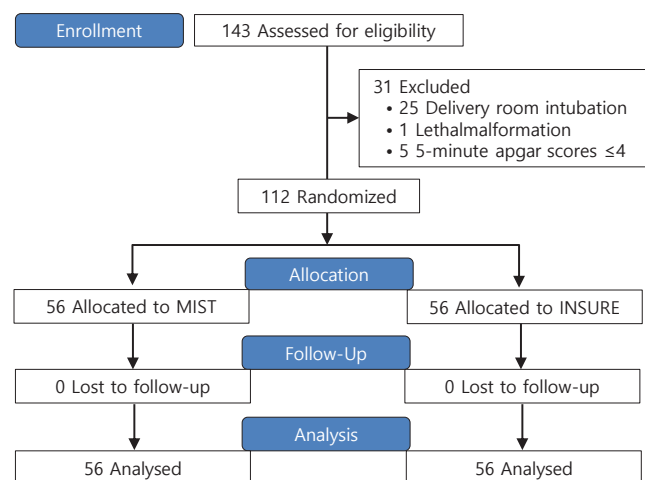 Enrollment
143 Assessed for eligibility
31 Excluded
• 25 Delivery room intubation
• 1 Lethalmalformation
• 5 5-minute apgar scores ≤4
112 Randomized
Allocation
56 Allocated to MIST
56 Allocated to INSURE
Follow-Up
0 Lost to follow-up
0 Lost to follow-up
Analysis
56 Analysed
56 Analysed